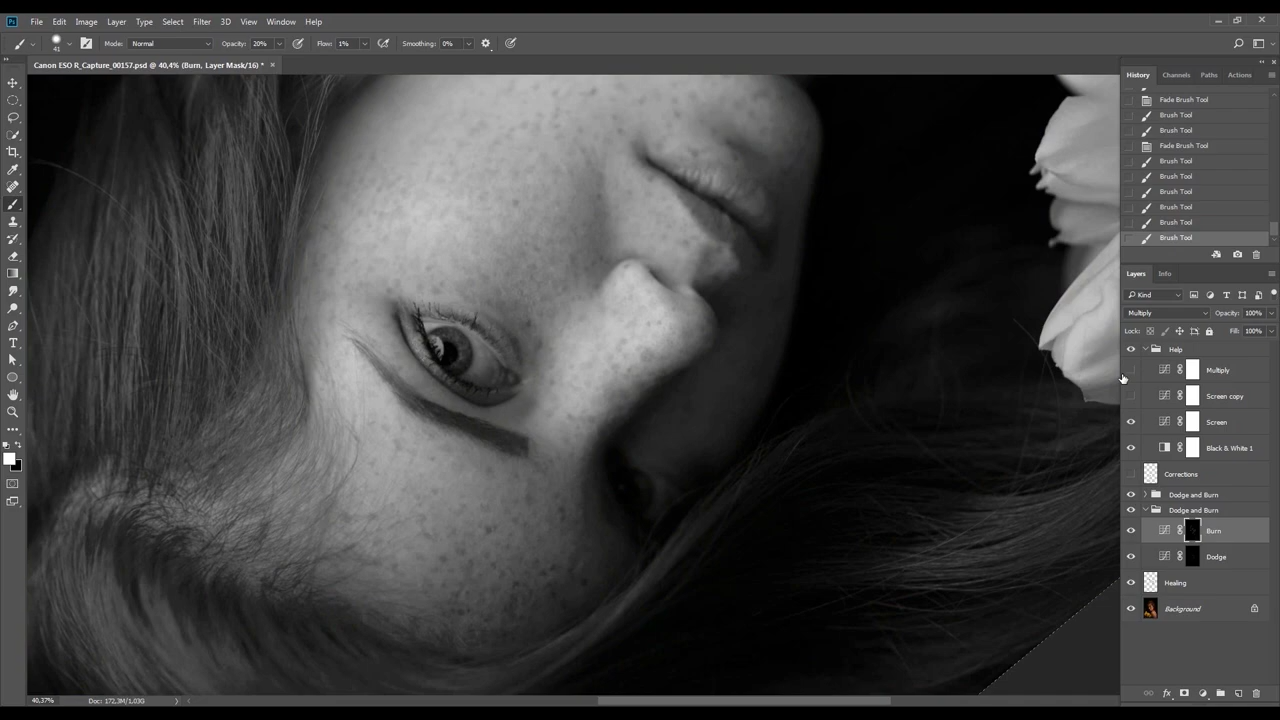 Ps File Edit Image Layer Type Select Filter 3D View Window Help
41 Mode: Normal Opacity: 20% Flow: 1% Smoothing: 0%
Canon ESO R_Capture_00157.psd @ 40,4% (Burn, Layer Mask/16) *
History Channels Paths Actions
Fade Brush Tool
Brush Tool
Brush Tool
Fade Brush Tool
Brush Tool
Brush Tool
Brush Tool
Brush Tool
Brush Tool
Brush Tool
Layers Info
Kind
Multiply Opacity: 100%
Lock: Fill: 100%
Help
Multiply
Screen copy
Screen
Black & White 1
Corrections
Dodge and Burn
Dodge and Burn
Burn
Dodge
Healing
Background
40,37% Doc: 172,3M/1,03G